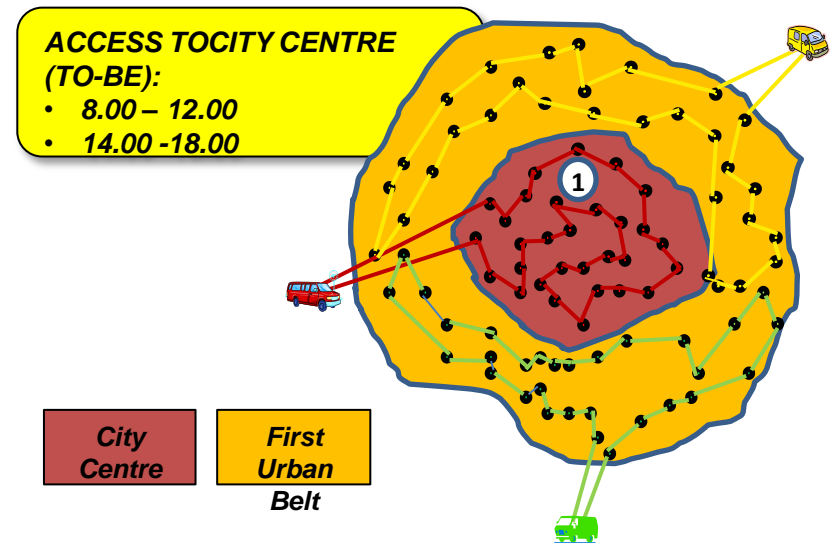 ACCESS TOCITY CENTRE
(TO-BE):
• 8.00 – 12.00
• 14.00 -18.00
1
City
Centre
First
Urban
Belt